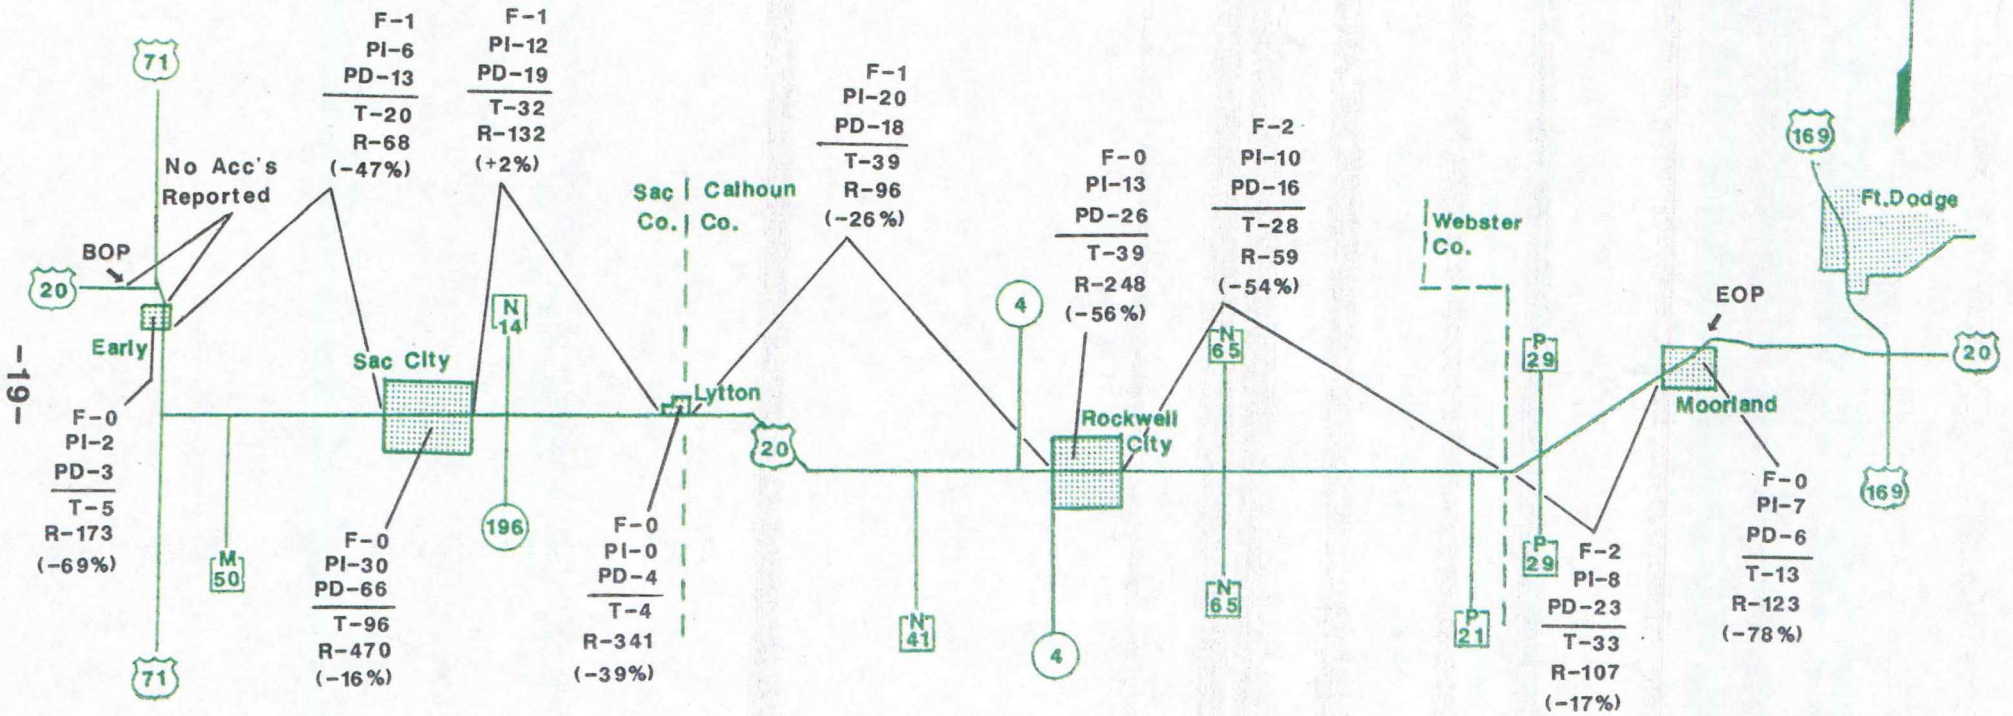 F-1
PI-6
PD-13
T-20
R-68
(-47%)
F-1
PI-12
PD-19
T-32
R-132
(+2%)
F-1
PI-20
PD-18
T-39
R-96
(-26%)
F-0
PI-13
PD-26
T-39
R-248
(-56%)
F-2
PI-10
PD-16
T-28
R-59
(-54%)
71
No Acc's
Reported
BOP
20
Early
Sac City
N
14
Sac
Co.
Calhoun
Co.
Lytton
20
4
Rockwell
City
N
65
Webster
Co.
P
29
EOP
Moorland
169
Ft.Dodge
20
169
-19-
F-0
PI-2
PD-3
T-5
R-173
(-69%)
71
M
50
F-0
PI-30
PD-66
T-96
R-470
(-16%)
196
F-0
PI-0
PD-4
T-4
R-341
(-39%)
N
41
4
N
65
P
21
P
29
F-2
PI-8
PD-23
T-33
R-107
(-17%)
F-0
PI-7
PD-6
T-13
R-123
(-78%)